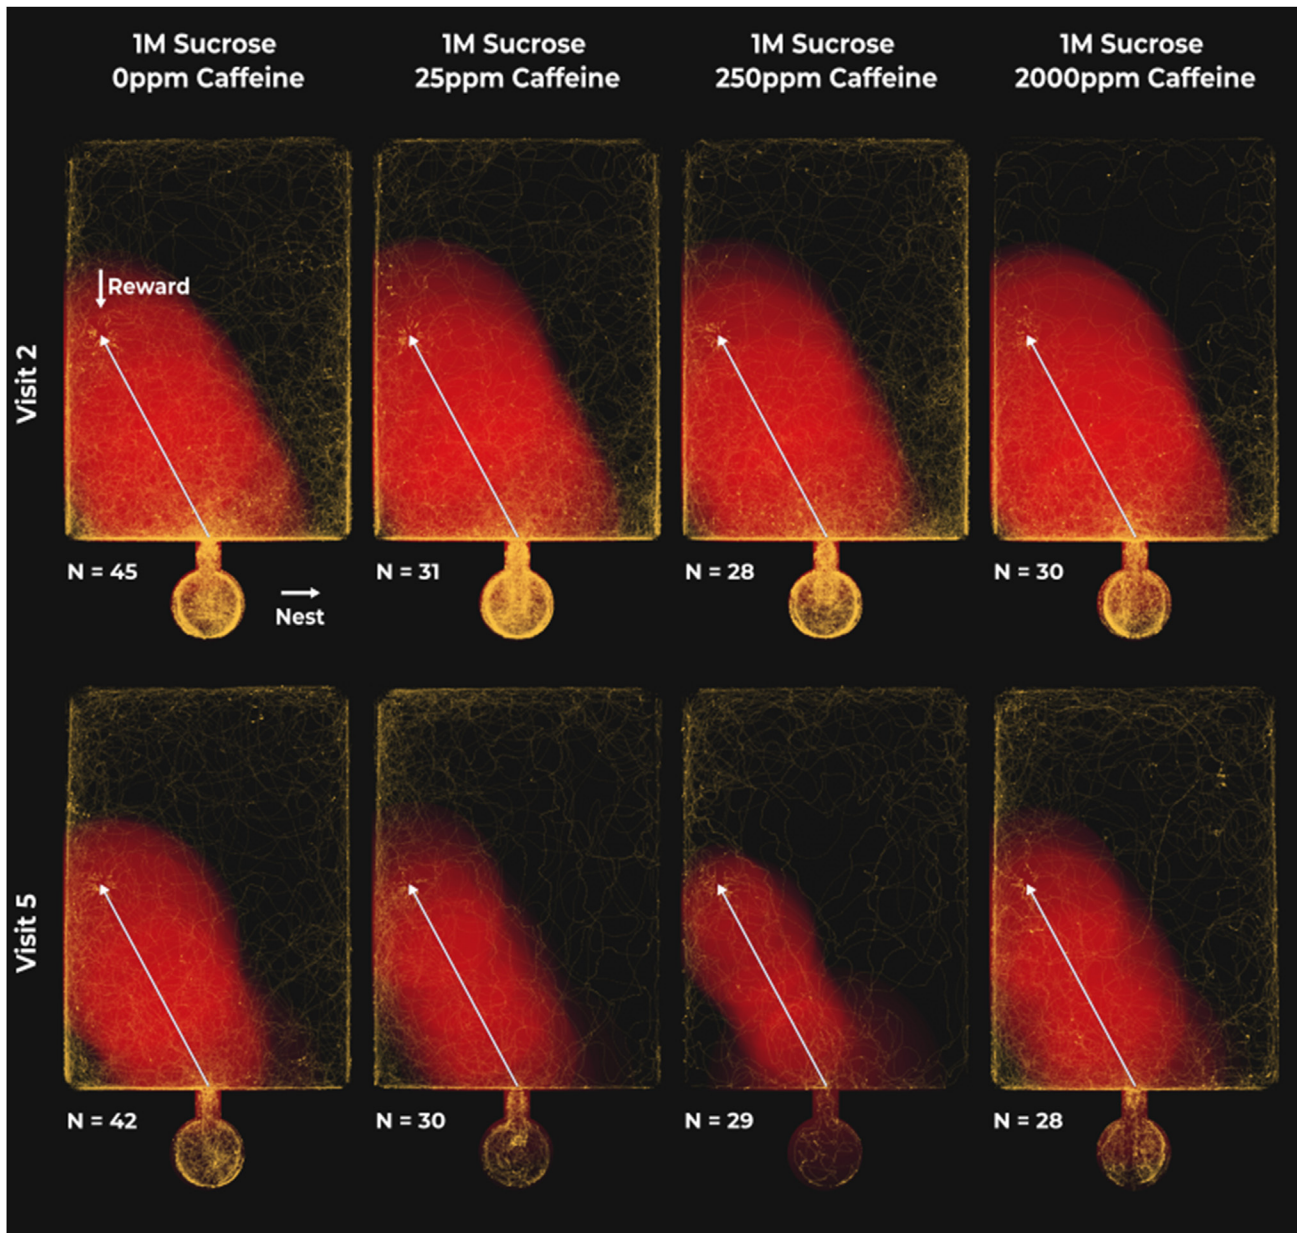 1M Sucrose
0ppm Caffeine
1M Sucrose
25ppm Caffeine
1M Sucrose
250ppm Caffeine
1M Sucrose
2000ppm Caffeine
Visit 2
Reward
N = 45
N = 31
N = 28
N = 30
Nest
Visit 5
N = 42
N = 30
N = 29
N = 28